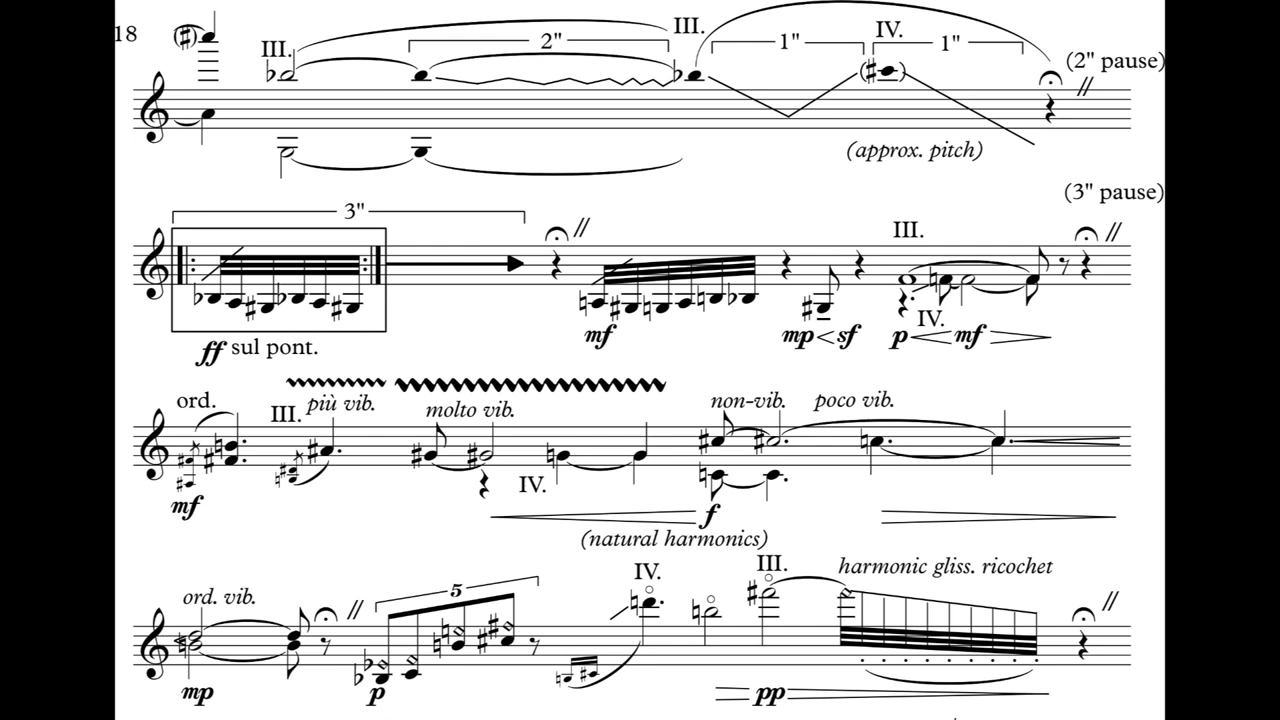 18
III.
2"
III.
1"
IV.
1"
(2" pause)
(approx. pitch)
(3" pause)
3"
III.
IV.
ff sul pont.
mf
mp sf
p mf
ord.
III.
più vib.
molto vib.
non-vib.
poco vib.
IV.
mf
f
(natural harmonics)
ord. vib.
5
IV.
III.
harmonic gliss. ricochet
mp
p
pp